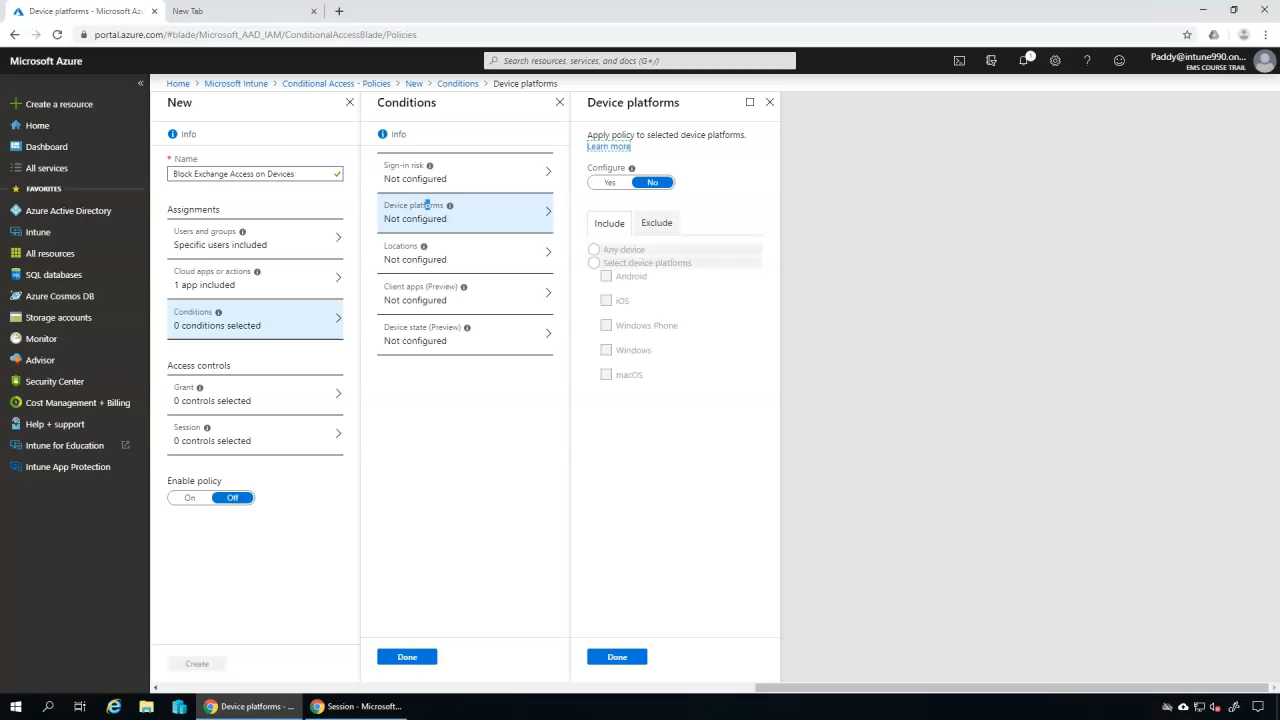 Device platforms - Microsoft Az
New Tab
portal.azure.com/#blade/Microsoft_AAD_IAM/ConditionalAccessBlade/Policies
Microsoft Azure
Search resources, services, and docs (G+/)
1
Paddy@intune990.on...
EMS COURSE TRAIL
Create a resource
Home
Dashboard
All services
FAVORITES
Azure Active Directory
Intune
All resources
SQL databases
Azure Cosmos DB
Storage accounts
Monitor
Advisor
Security Center
Cost Management + Billing
Help + support
Intune for Education
Intune App Protection
Home > Microsoft Intune > Conditional Access - Policies > New > Conditions > Device platforms
New
Info
* Name
Block Exchange Access on Devices
Assignments
Users and groups
Specific users included
Cloud apps or actions
1 app included
Conditions
0 conditions selected
Access controls
Grant
0 controls selected
Session
0 controls selected
Enable policy
On Off
Create
Conditions
Info
Sign-in risk
Not configured
Device platforms
Not configured
Locations
Not configured
Client apps (Preview)
Not configured
Device state (Preview)
Not configured
Done
Device platforms
Apply policy to selected device platforms.
Learn more
Configure
Yes No
Include Exclude
Any device
Select device platforms
Android
iOS
Windows Phone
Windows
macOS
Done
Device platforms - ...
Session - Microsoft...